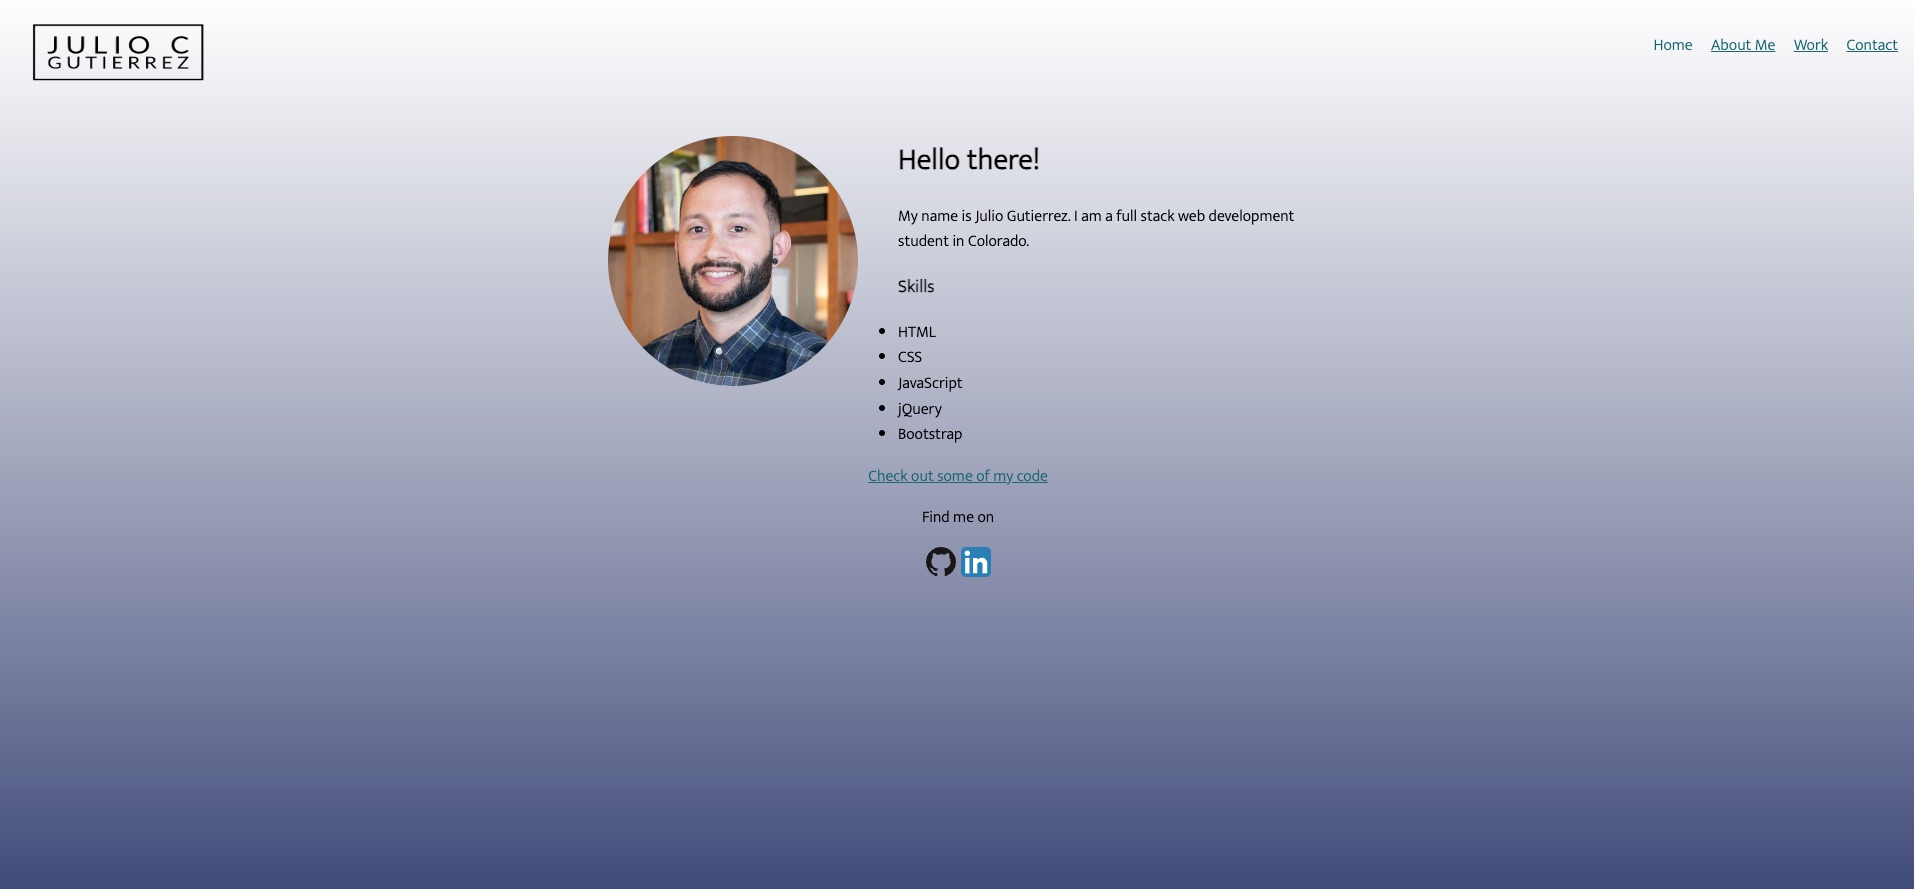 JULIO C
GUTIERREZ
Home About Me Work Contact
Hello there!
My name is Julio Gutierrez. I am a full stack web development
student in Colorado.
Skills
HTML
CSS
JavaScript
jQuery
Bootstrap
Check out some of my code
Find me on
in